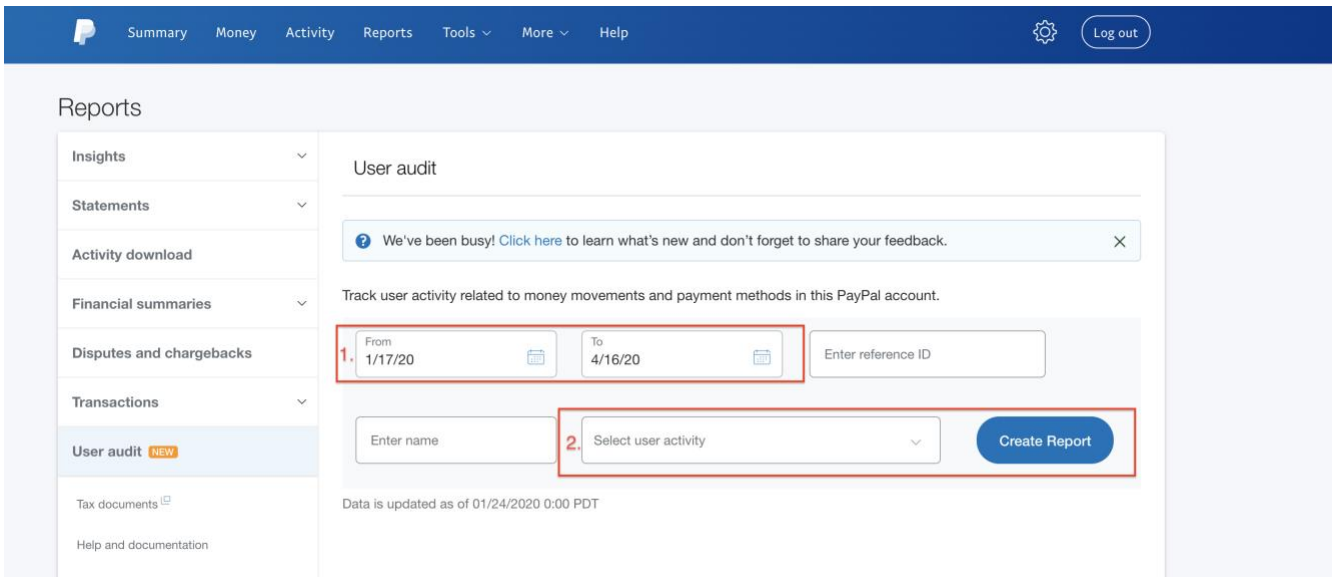 Summary Money Activity Reports Tools More Help Log out
Reports
Insights
Statements
Activity download
Financial summaries
Disputes and chargebacks
Transactions
User audit NEW
Tax documents
Help and documentation
User audit
We've been busy! Click here to learn what's new and don't forget to share your feedback.
Track user activity related to money movements and payment methods in this PayPal account.
1.
From
1/17/20
To
4/16/20
Enter reference ID
Enter name
2. Select user activity
Create Report
Data is updated as of 01/24/2020 0:00 PDT